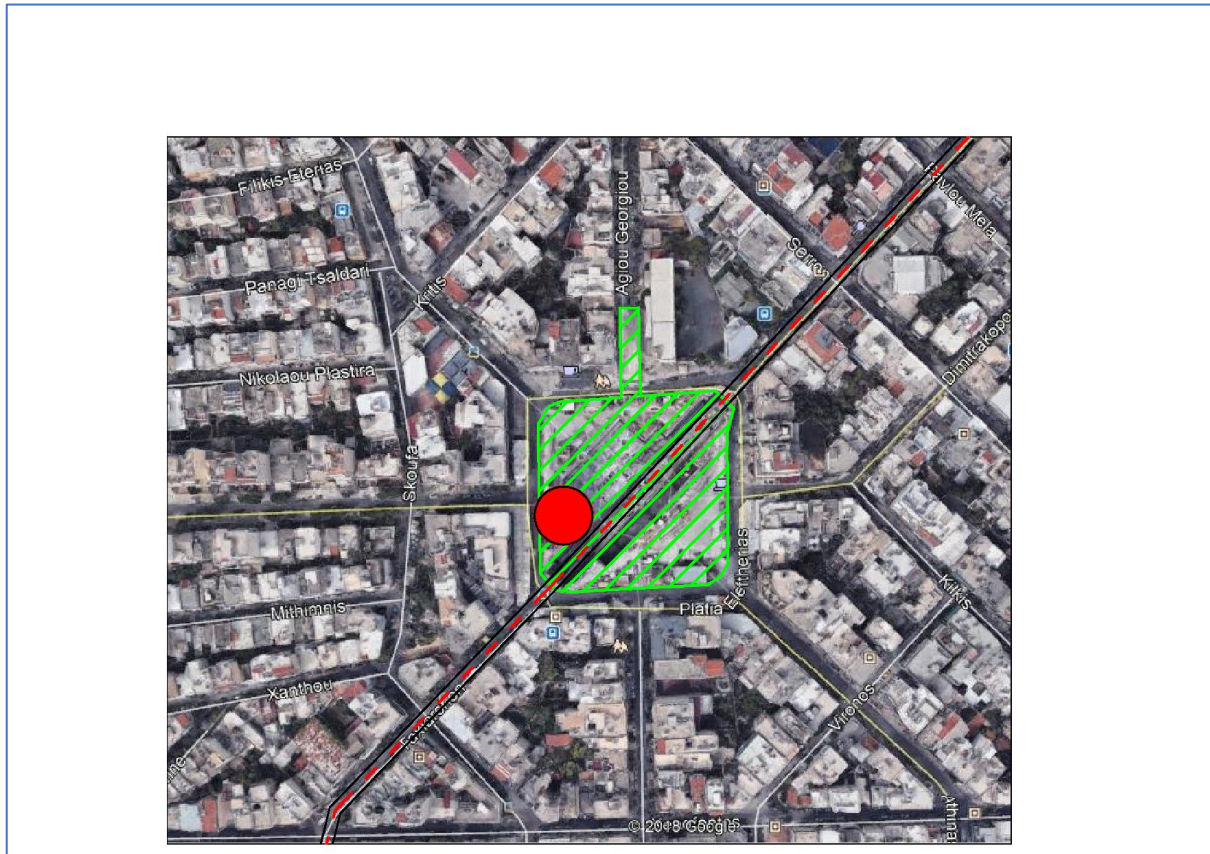 Filikis Eterias
Agiou Georgiou
Serron
Panagi Tsaldari
Kritis
Nikolaou Plastira
Skoufa
Mithimnis
Platia
Eleftherias
Kilkis
Xanthou
Vironos
© 2018 Google